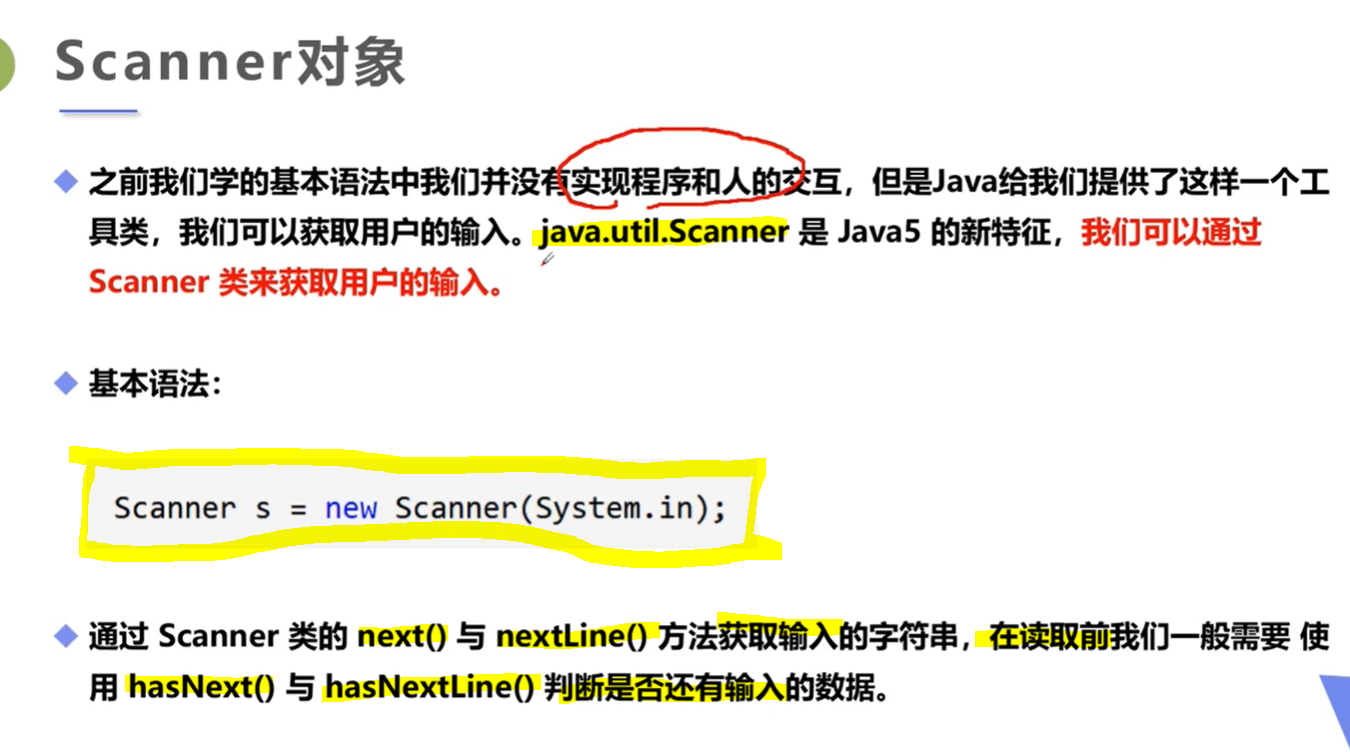 Scanner对象
之前我们学的基本语法中我们并没有实现程序和人的交互，但是Java给我们提供了这样一个工
具类，我们可以获取用户的输入。java.util.Scanner 是 Java5 的新特征，我们可以通过
Scanner 类来获取用户的输入。
基本语法：
Scanner s = new Scanner(System.in);
通过 Scanner 类的 next() 与 nextLine() 方法获取输入的字符串，在读取前我们一般需要 使
用 hasNext() 与 hasNextLine() 判断是否还有输入的数据。